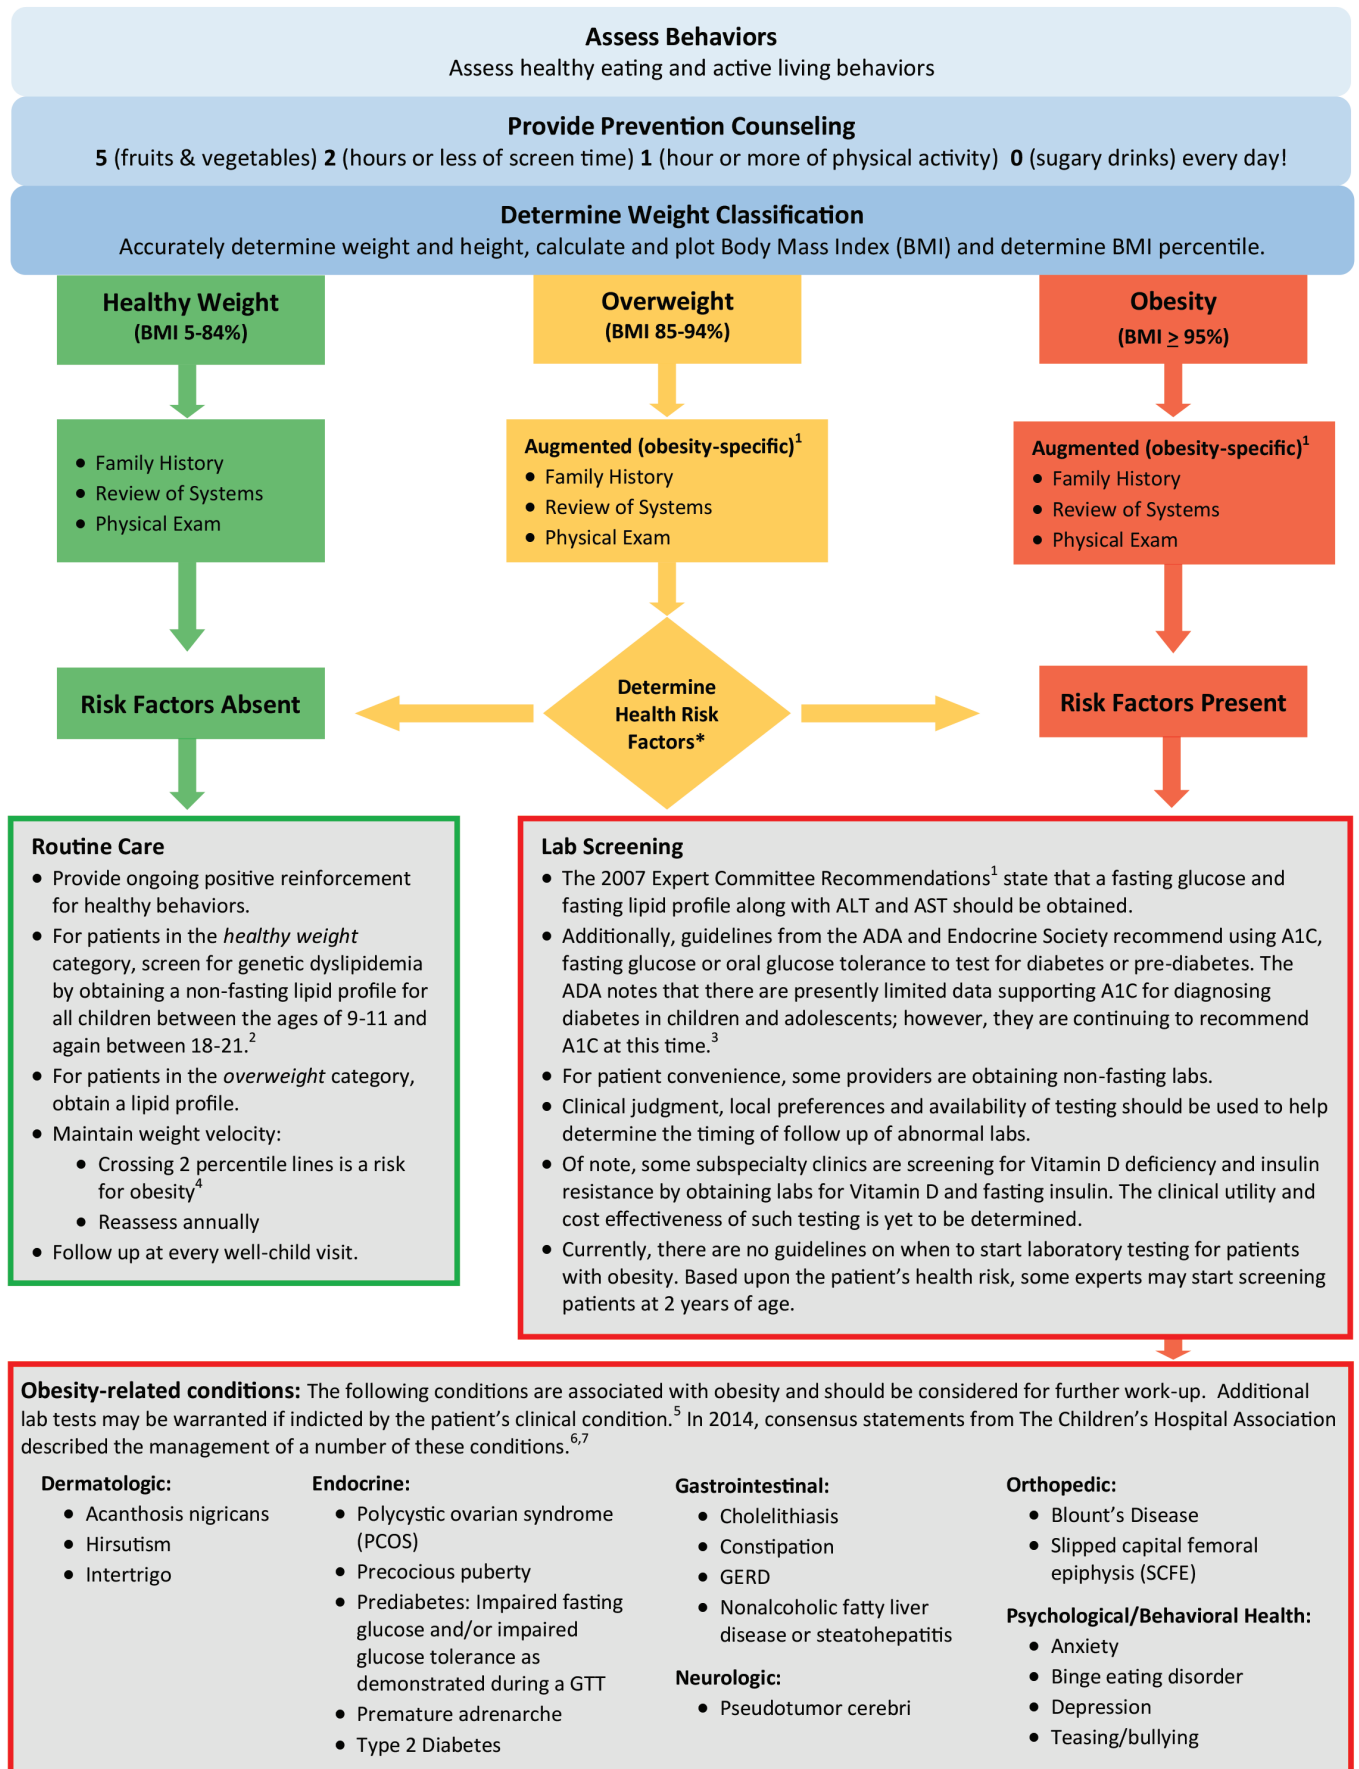 Assess Behaviors
Assess healthy eating and active living behaviors
Provide Prevention Counseling
5 (fruits & vegetables) 2 (hours or less of screen time) 1 (hour or more of physical activity)  0 (sugary drinks) every day!
Determine Weight Classification
Accurately determine weight and height, calculate and plot Body Mass Index (BMI) and determine BMI percentile.
Healthy Weight
(BMI 5-84%)
Overweight
(BMI 85-94%)
Obesity
(BMI ≥ 95%)
• Family History
• Review of Systems
• Physical Exam
Augmented (obesity-specific)1
• Family History
• Review of Systems
• Physical Exam
Augmented (obesity-specific)1
• Family History
• Review of Systems
• Physical Exam
Risk Factors Absent
Determine
Health Risk
Factors*
Risk Factors Present
Routine Care
• Provide ongoing positive reinforcement
for healthy behaviors.
• For patients in the healthy weight
category, screen for genetic dyslipidemia
by obtaining a non-fasting lipid profile for
all children between the ages of 9-11 and
again between 18-21.2
• For patients in the overweight category,
obtain a lipid profile.
• Maintain weight velocity:
• Crossing 2 percentile lines is a risk
for obesity4
• Reassess annually
• Follow up at every well-child visit.
Lab Screening
• The 2007 Expert Committee Recommendations1 state that a fasting glucose and
fasting lipid profile along with ALT and AST should be obtained.
• Additionally, guidelines from the ADA and Endocrine Society recommend using A1C,
fasting glucose or oral glucose tolerance to test for diabetes or pre-diabetes. The
ADA notes that there are presently limited data supporting A1C for diagnosing
diabetes in children and adolescents; however, they are continuing to recommend
A1C at this time.3
• For patient convenience, some providers are obtaining non-fasting labs.
• Clinical judgment, local preferences and availability of testing should be used to help
determine the timing of follow up of abnormal labs.
• Of note, some subspecialty clinics are screening for Vitamin D deficiency and insulin
resistance by obtaining labs for Vitamin D and fasting insulin. The clinical utility and
cost effectiveness of such testing is yet to be determined.
• Currently, there are no guidelines on when to start laboratory testing for patients
with obesity. Based upon the patient’s health risk, some experts may start screening
patients at 2 years of age.
Obesity-related conditions: The following conditions are associated with obesity and should be considered for further work-up.  Additional
lab tests may be warranted if indicted by the patient’s clinical condition.5 In 2014, consensus statements from The Children’s Hospital Association
described the management of a number of these conditions.6,7
Dermatologic:
• Acanthosis nigricans
• Hirsutism
• Intertrigo
Endocrine:
• Polycystic ovarian syndrome
(PCOS)
• Precocious puberty
• Prediabetes: Impaired fasting
glucose and/or impaired
glucose tolerance as
demonstrated during a GTT
• Premature adrenarche
• Type 2 Diabetes
Gastrointestinal:
• Cholelithiasis
• Constipation
• GERD
• Nonalcoholic fatty liver
disease or steatohepatitis
Neurologic:
• Pseudotumor cerebri
Orthopedic:
• Blount’s Disease
• Slipped capital femoral
epiphysis (SCFE)
Psychological/Behavioral Health:
• Anxiety
• Binge eating disorder
• Depression
• Teasing/bullying